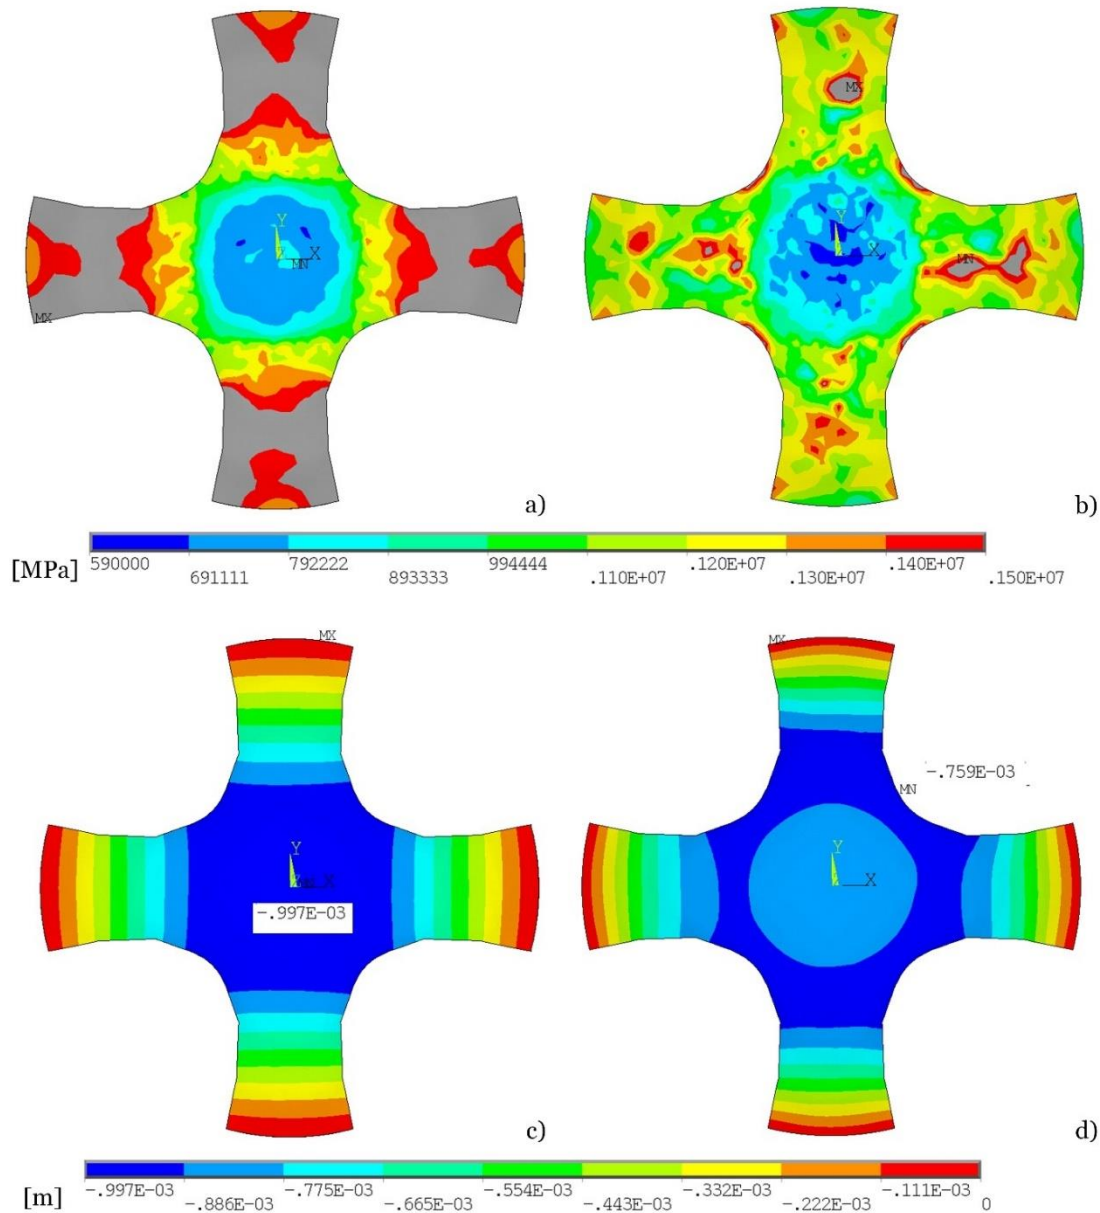 MX
Y
Z X
MN
MX
a)
MX
Y
X
MN
b)
[MPa]
590000 792222 994444 .120E+07 .140E+07
691111 893333 .110E+07 .130E+07 .150E+07
MX
Y
X
-.997E-03
c)
MX
-.759E-03
MN
Y
X
d)
[m]
-.997E-03 -.775E-03 -.554E-03 -.332E-03 -.111E-03
-.886E-03 -.665E-03 -.443E-03 -.222E-03 0